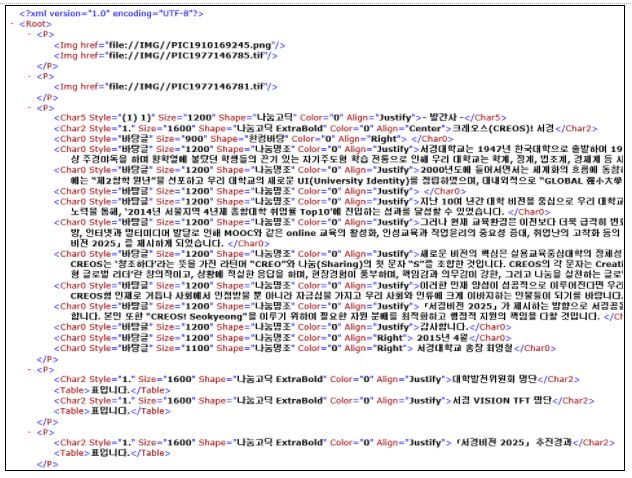 <?xml version="1.0" encoding="UTF-8"?>
- <Root>
- <P>
<Img href="file://IMG//PIC1910169245.png"/>
<Img href="file://IMG//PIC1977146785.tif"/>
</P>
- <P>
<Img href="file://IMG//PIC1977146781.tif"/>
</P>
- <P>
<Char5 Style="(1) 1)" Size="1200" Shape="나눔고딕" Color="0" Align="Justify">- 발간사 -</Char5>
<Char2 Style="1." Size="1600" Shape="나눔고딕 ExtraBold" Color="0" Align="Center">크레오스(CREOS)! 서경</Char2>
<Char0 Style="바탕글" Size="900" Shape="한컴바탕" Color="0" Align="Right"> </Char0>
<Char0 Style="바탕글" Size="1200" Shape="나눔명조" Color="0" Align="Justify">서경대학교는 1947년 한국대학으로 출발하여 19
상 주경야독을 하며 향학열에 불탔던 학생들의 끈기 있는 자기주도형 학습 전통으로 인해 우리 대학교는 학계, 정계, 법조계, 경제계 등 사
<Char0 Style="바탕글" Size="1200" Shape="나눔명조" Color="0" Align="Justify">2000년도에 들어서면서는 세계화의 흐름에 동참하
에는 "제2창학 원년"을 선포하고 우리 대학교의 새로운 UI(University Identity)를 정립하였으며, 대내외적으로 "GLOBAL 强小大學
<Char0 Style="바탕글" Size="1200" Shape="나눔명조" Color="0" Align="Justify">지난 10여 년간 대학 비전을 중심으로 우리 대학교
노력을 통해, '2014년 서울지역 4년제 종합대학 취업률 Top10'에 진입하는 성과를 달성할 수 있었습니다. </Char0>
<Char0 Style="바탕글" Size="1200" Shape="나눔명조" Color="0" Align="Justify">그러나 현재 교육환경은 이전보다 더욱 급격히 변화
방, 인터넷과 멀티미디어 발달로 인해 MOOC와 같은 online 교육의 활성화, 인성교육과 직업윤리의 중요성 증대, 취업난의 고학화 등의
비전 2025」를 제시하게 되었습니다. </Char0>
<Char0 Style="바탕글" Size="1200" Shape="나눔명조" Color="0" Align="Justify">새로운 비전의 핵심은 실용교육중심대학의 정체성
CREOS는 '창조하다'라는 뜻을 가진 라틴어 "CREO"와 나눔(Sharing)의 첫 문자 "S"를 조합한 것입니다. CREOS의 각 문자는 Creati
형 글로벌 리더'란 창의적이고, 상황에 적실한 응답을 하며, 현장경험이 풍부하며, 책임감과 의무감이 강한, 그리고 나눔을 실천하는 글로
<Char0 Style="바탕글" Size="1200" Shape="나눔명조" Color="0" Align="Justify">이러한 인재 양성이 성공적으로 이루어진다면 우리
CREOS형 인재로 거듭나 사회에서 인정받을 뿐 아니라 자긍심을 가지고 우리 사회와 인류에 크게 이바지하는 인물들이 되기를 바랍니다.
<Char0 Style="바탕글" Size="1200" Shape="나눔명조" Color="0" Align="Justify">「서경비전 2025」가 제시하는 방향으로 서경공동
합니다. 본인 또한 "CREOS! Seokyeong"을 이루기 위하여 필요한 자원 분배를 최적화하고 행정적 지원의 책임을 다할 것입니다. </Ch
<Char0 Style="바탕글" Size="1200" Shape="나눔명조" Color="0" Align="Justify">감사합니다.</Char0>
<Char0 Style="바탕글" Size="1200" Shape="나눔명조" Color="0" Align="Right"> 2015년 4월</Char0>
<Char0 Style="바탕글" Size="1100" Shape="나눔명조" Color="0" Align="Right"> 서경대학교 총장 최영철</Char0>
</P>
- <P>
<Char2 Style="1." Size="1600" Shape="나눔고딕 ExtraBold" Color="0" Align="Justify">대학발전위원회 명단</Char2>
<Table>표입니다.</Table>
<Char2 Style="1." Size="1600" Shape="나눔고딕 ExtraBold" Color="0" Align="Justify">서경 VISION TFT 명단</Char2>
<Table>표입니다.</Table>
</P>
- <P>
<Char2 Style="1." Size="1600" Shape="나눔고딕 ExtraBold" Color="0" Align="Justify">「서경비전 2025」 추진경과</Char2>
<Table>표입니다.</Table>
</P>